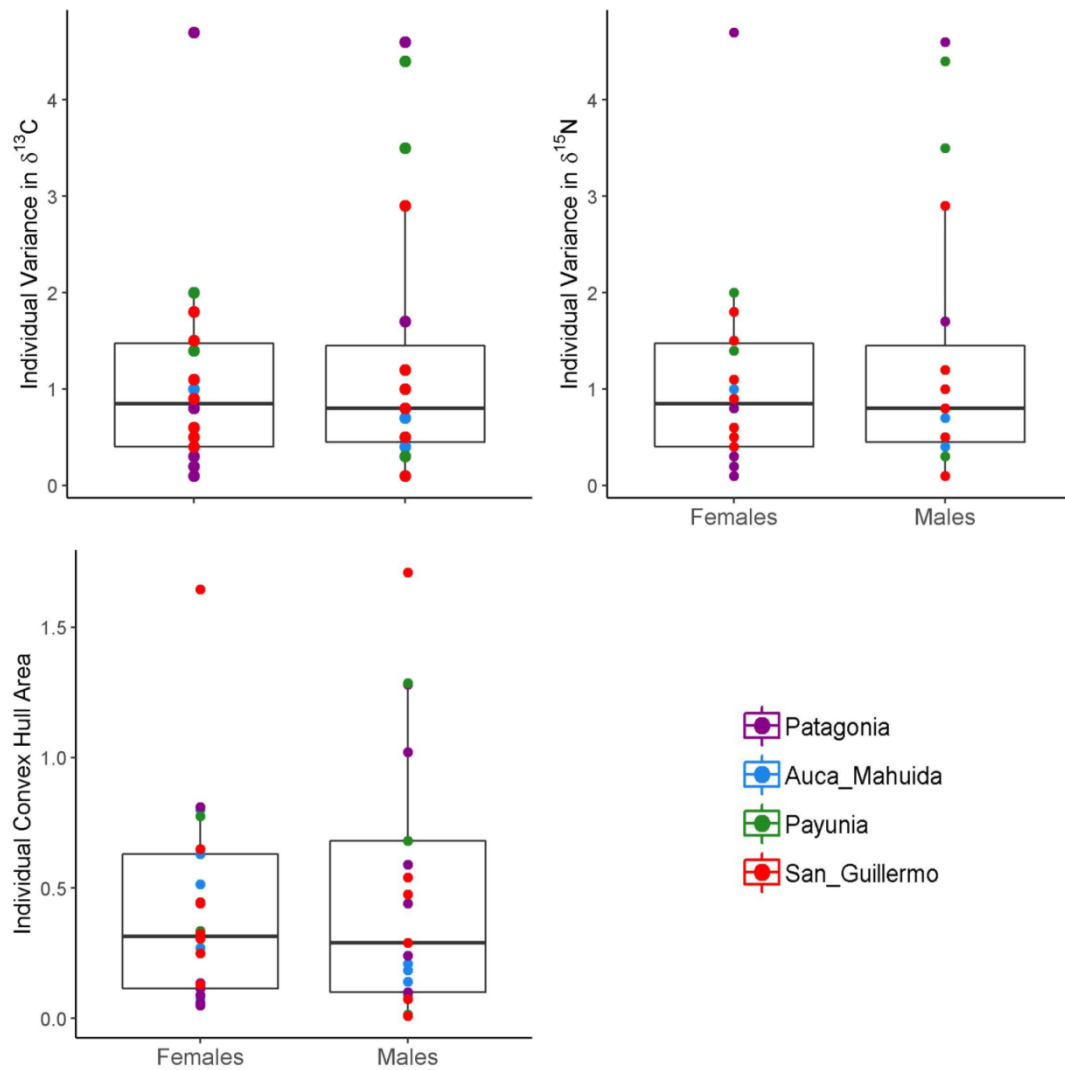 Individual Variance in δ¹³C
4
3
2
1
0
Individual Variance in δ¹⁵N
4
3
2
1
0
Females
Males
Individual Convex Hull Area
1.5
1.0
0.5
0.0
Females
Males
Patagonia
Auca_Mahuida
Payunia
San_Guillermo